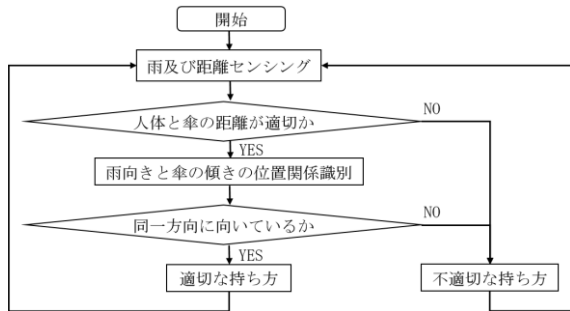 開始
雨及び距離センシング
人体と傘の距離が適切か
NO
YES
雨向きと傘の傾きの位置関係識別
同一方向に向いているか
NO
YES
適切な持ち方
不適切な持ち方